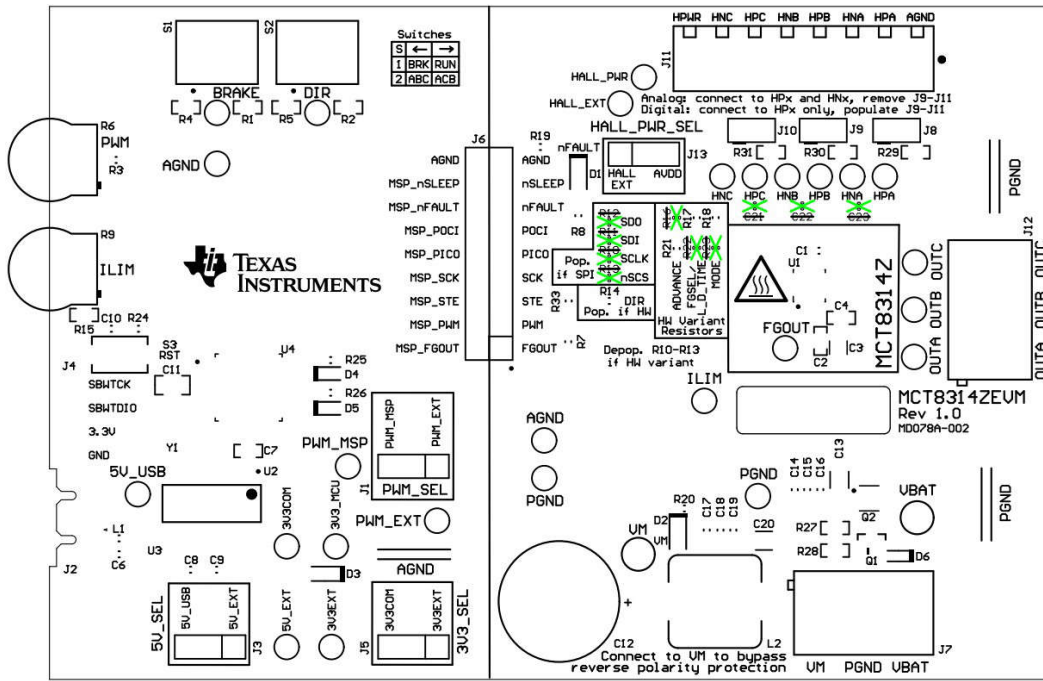 S1
S2
BRAKE
DIR
R4
R1
R5
R2
Switches
S ← →
1 BRK RUN
2 ABC ACB
R6
PWM
R3
AGND
R9
ILIM
R15
C10
R24
TEXAS
INSTRUMENTS
J6
AGND AGND
MSP_nSLEEP nSLEEP
MSP_nFAULT nFAULT
MSP_POCI POCI
MSP_PICO PICO
MSP_SCK SCK
MSP_STE STE
MSP_PWM PWM
MSP_FGOUT FGOUT
HPWR HNC HPC HNB HPB HNA HPA AGND
J11
HALL_PWR
HALL_EXT
Analog: connect to HPx and HNx, remove J9-J11
Digital: connect to HPx only, populate J9-J11
HALL_PWR_SEL
R19
nFAULT
D1
HALL
EXT
AVDD
J13
J10
J9
J8
R31
R30
R29
HNC HPC HNB HPB HNA HPA
PGND
J12
R8
SDO
SDI
SCLK
nSCS
Pop.
if SPI
R14
DIR
Pop. if HW
R33
R7
R17
R18
R21
ADVANCE
FGSEL/
L_D_TIME
MODE
HW Variant
Resistors
Depop. R10-R13
if HW variant
C1
U1
C4
FGOUT
C2
C3
MCT8314Z
OUTC
OUTB
OUTA
OUTA OUTB OUTC
ILIM
MCT8314ZEVM
Rev 1.0
MD078A-002
J4
S3
RST
C11
U4
SBWTCK
SBWTDIO
3.3V
GND
Y1
C7
U2
R25
D4
R26
D5
PWM_MSP
PWM_MSP
PWM_EXT
J1
PWM_SEL
PWM_EXT
AGND
5V_USB
3V3COM
3V3_MCU
L1
C6
U3
J2
C8
C9
D3
5V_SEL
5V_USB
5V_EXT
J3
5V_EXT
3V3EXT
J5
3V3COM
3V3EXT
3V3_SEL
AGND
PGND
C12
R20
D2
VM
VM
C17
C18
C19
C20
PGND
C14
C15
C16
C13
VBAT
Q2
R27
R28
Q1
D6
PGND
L2
Connect to VM to bypass
reverse polarity protection
J7
VM PGND VBAT